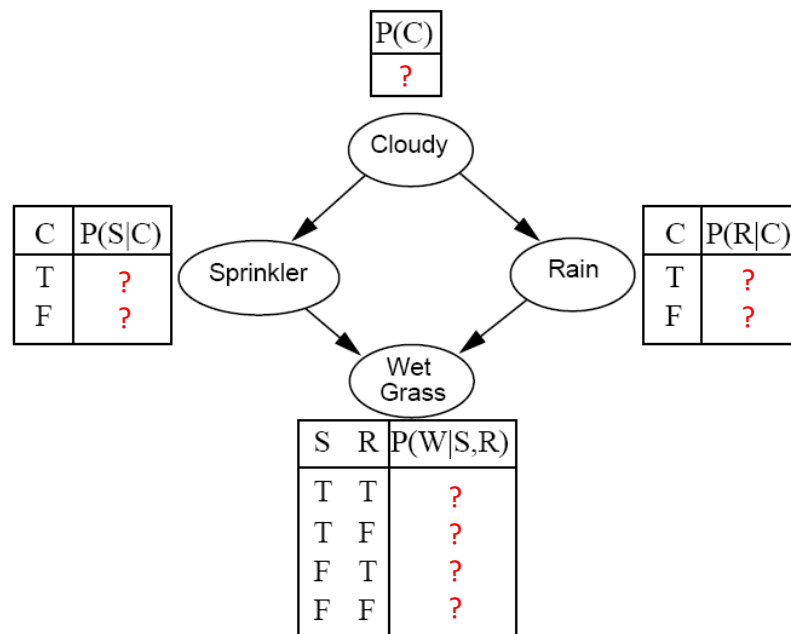 P(C)
?
Cloudy
C P(S|C)
T ?
F ?
Sprinkler
Rain
C P(R|C)
T ?
F ?
Wet
Grass
S R P(W|S,R)
T T ?
T F ?
F T ?
F F ?